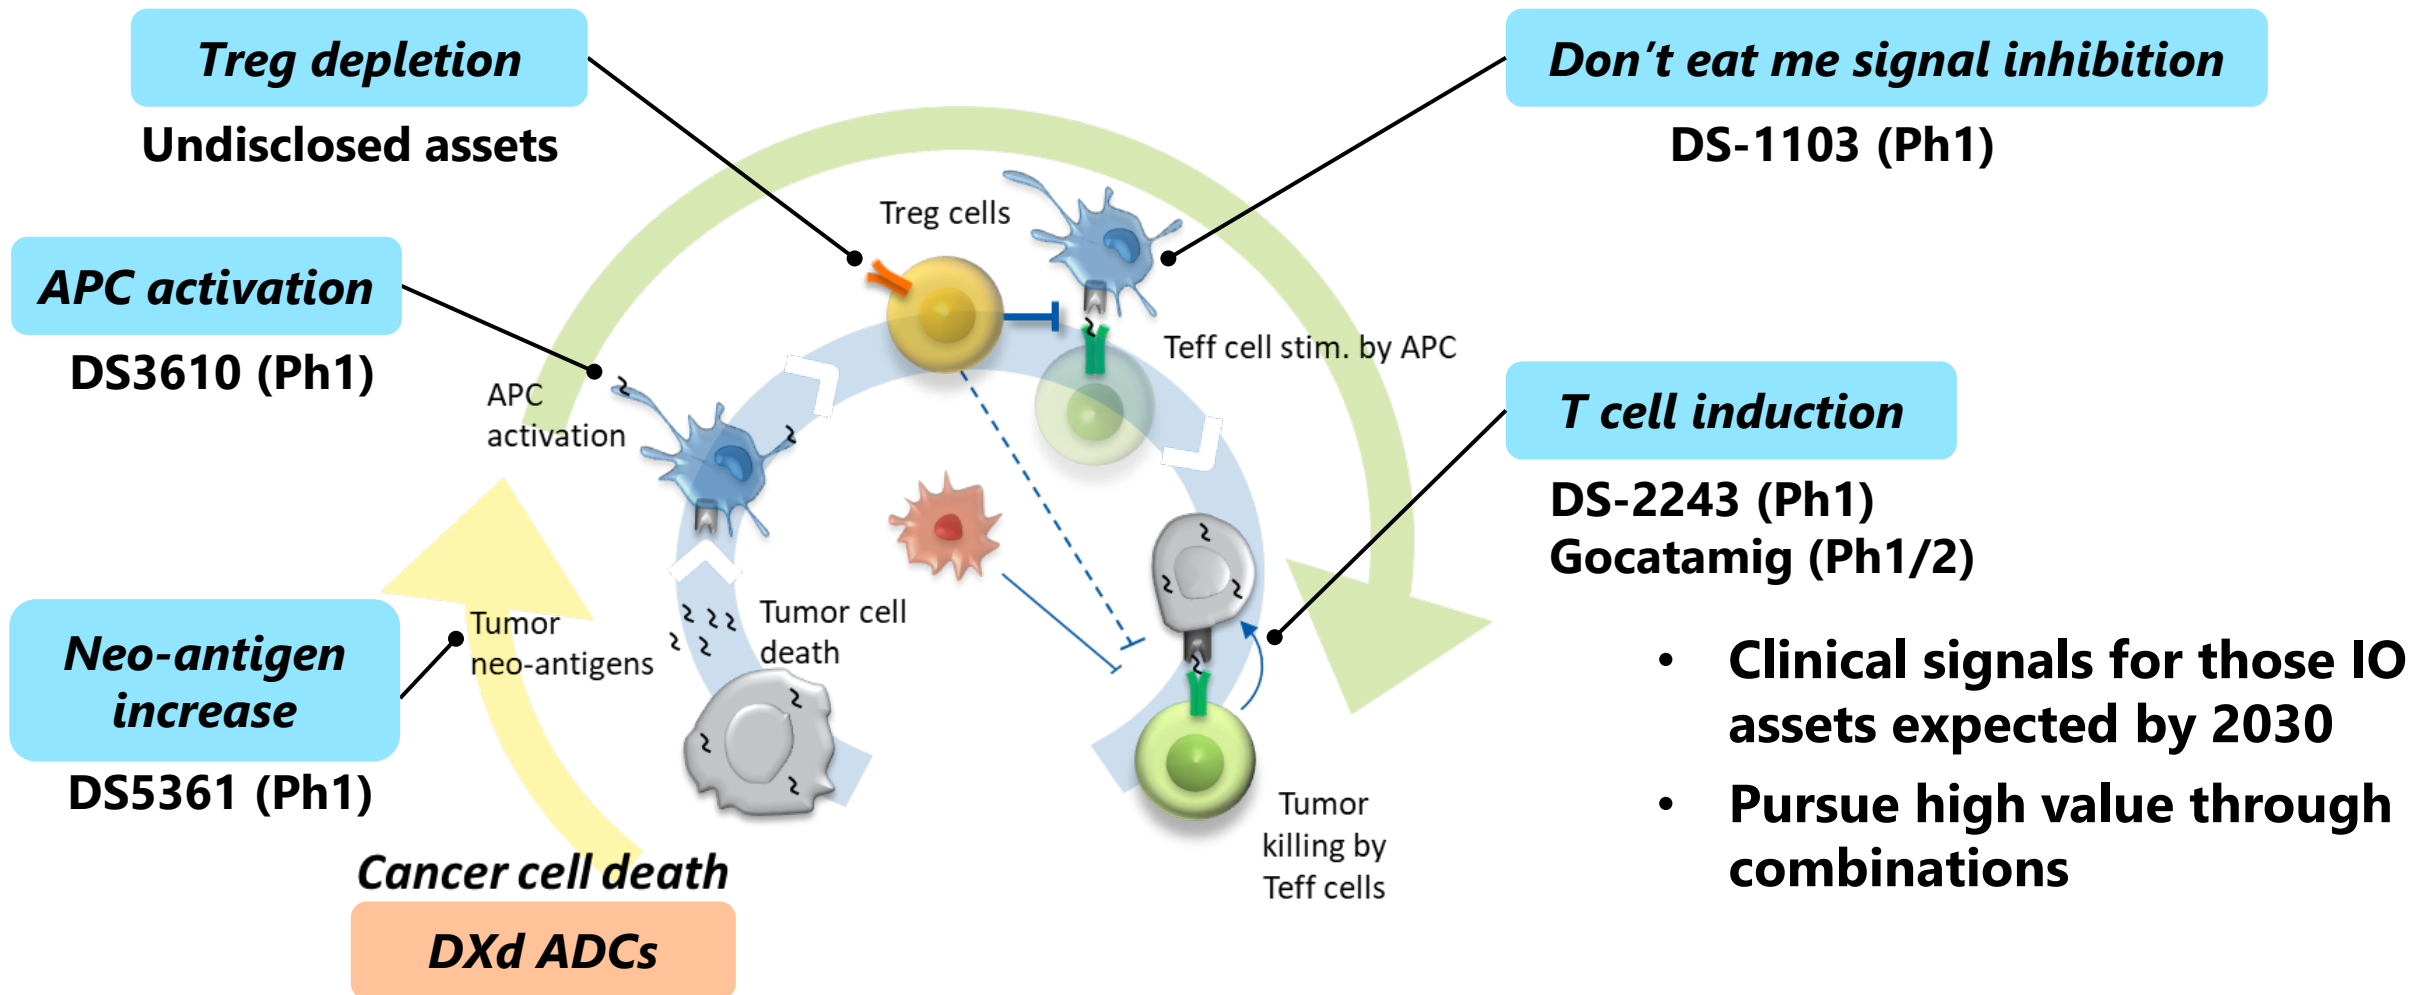 Treg depletion
Undisclosed assets
Don’t eat me signal inhibition
DS-1103 (Ph1)
Treg cells
APC activation
DS3610 (Ph1)
APC
activation
Teff cell stim. by APC
T cell induction
DS-2243 (Ph1)
Gocatamig (Ph1/2)
Neo-antigen
increase
DS5361 (Ph1)
Tumor
neo-antigens
Tumor cell
death
• Clinical signals for those IO
assets expected by 2030
• Pursue high value through
combinations
Tumor
killing by
Teff cells
Cancer cell death
DXd ADCs